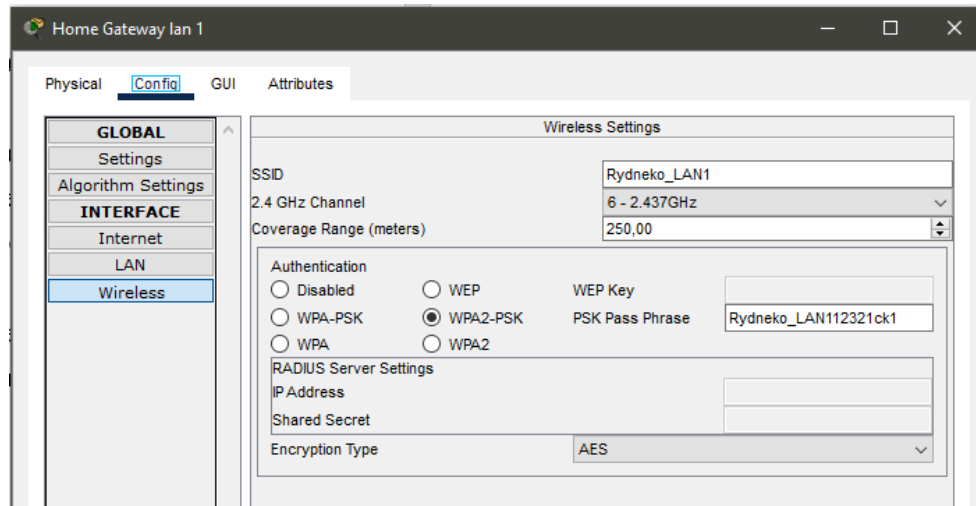 Home Gateway lan 1
Physical Config GUI Attributes
GLOBAL
Settings
Algorithm Settings
INTERFACE
Internet
LAN
Wireless
Wireless Settings
SSID Rydneko_LAN1
2.4 GHz Channel 6 - 2.437GHz
Coverage Range (meters) 250,00
Authentication
Disabled WEP WEP Key
WPA-PSK WPA2-PSK PSK Pass Phrase Rydneko_LAN112321ck1
WPA WPA2
RADIUS Server Settings
IP Address
Shared Secret
Encryption Type AES